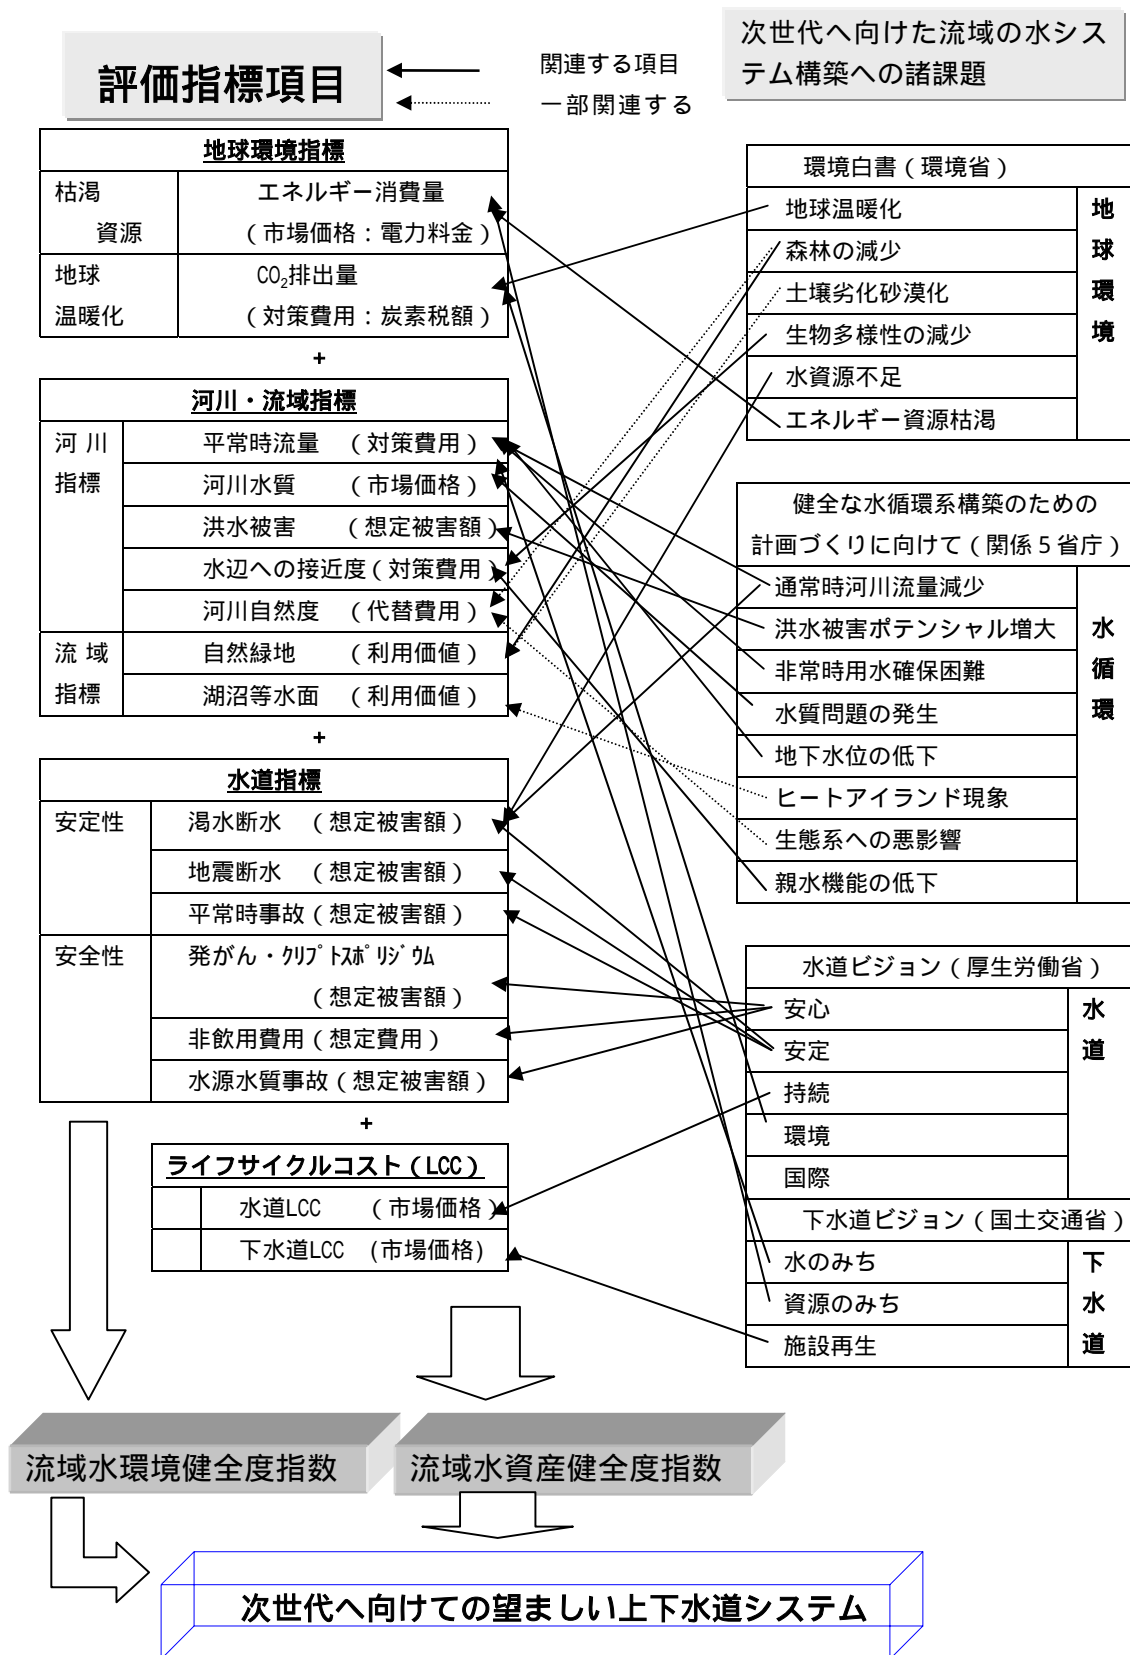 次世代へ向けた流域の水シス
テム構築への諸課題
評価指標項目
関連する項目
一部関連する
地球環境指標
枯渇 エネルギー消費量
資源 (市場価格:電力料金)
地球 CO2排出量
温暖化 (対策費用:炭素税額)
+
河川・流域指標
河川 平常時流量 (対策費用)
指標 河川水質 (市場価格)
洪水被害 (想定被害額)
水辺への接近度(対策費用)
河川自然度 (代替費用)
流域 自然緑地 (利用価値)
指標 湖沼等水面 (利用価値)
+
水道指標
安定性 渇水断水 (想定被害額)
地震断水 (想定被害額)
平常時事故(想定被害額)
安全性 発がん・クリプトスポリジウム
(想定被害額)
非飲用費用(想定費用)
水源水質事故(想定被害額)
+
ライフサイクルコスト(LCC)
水道LCC (市場価格)
下水道LCC (市場価格)
環境白書(環境省)
地球温暖化
森林の減少
土壌劣化砂漠化
生物多様性の減少
水資源不足
エネルギー資源枯渇
地
球
環
境
健全な水循環系構築のための
計画づくりに向けて(関係5省庁)
通常時河川流量減少
洪水被害ポテンシャル増大
非常時用水確保困難
水質問題の発生
地下水位の低下
ヒートアイランド現象
生態系への悪影響
親水機能の低下
水
循
環
水道ビジョン(厚生労働省)
安心
安定
持続
環境
国際
水
道
下水道ビジョン(国土交通省)
水のみち
資源のみち
施設再生
下
水
道
流域水環境健全度指数
流域水資産健全度指数
次世代へ向けての望ましい上下水道システム